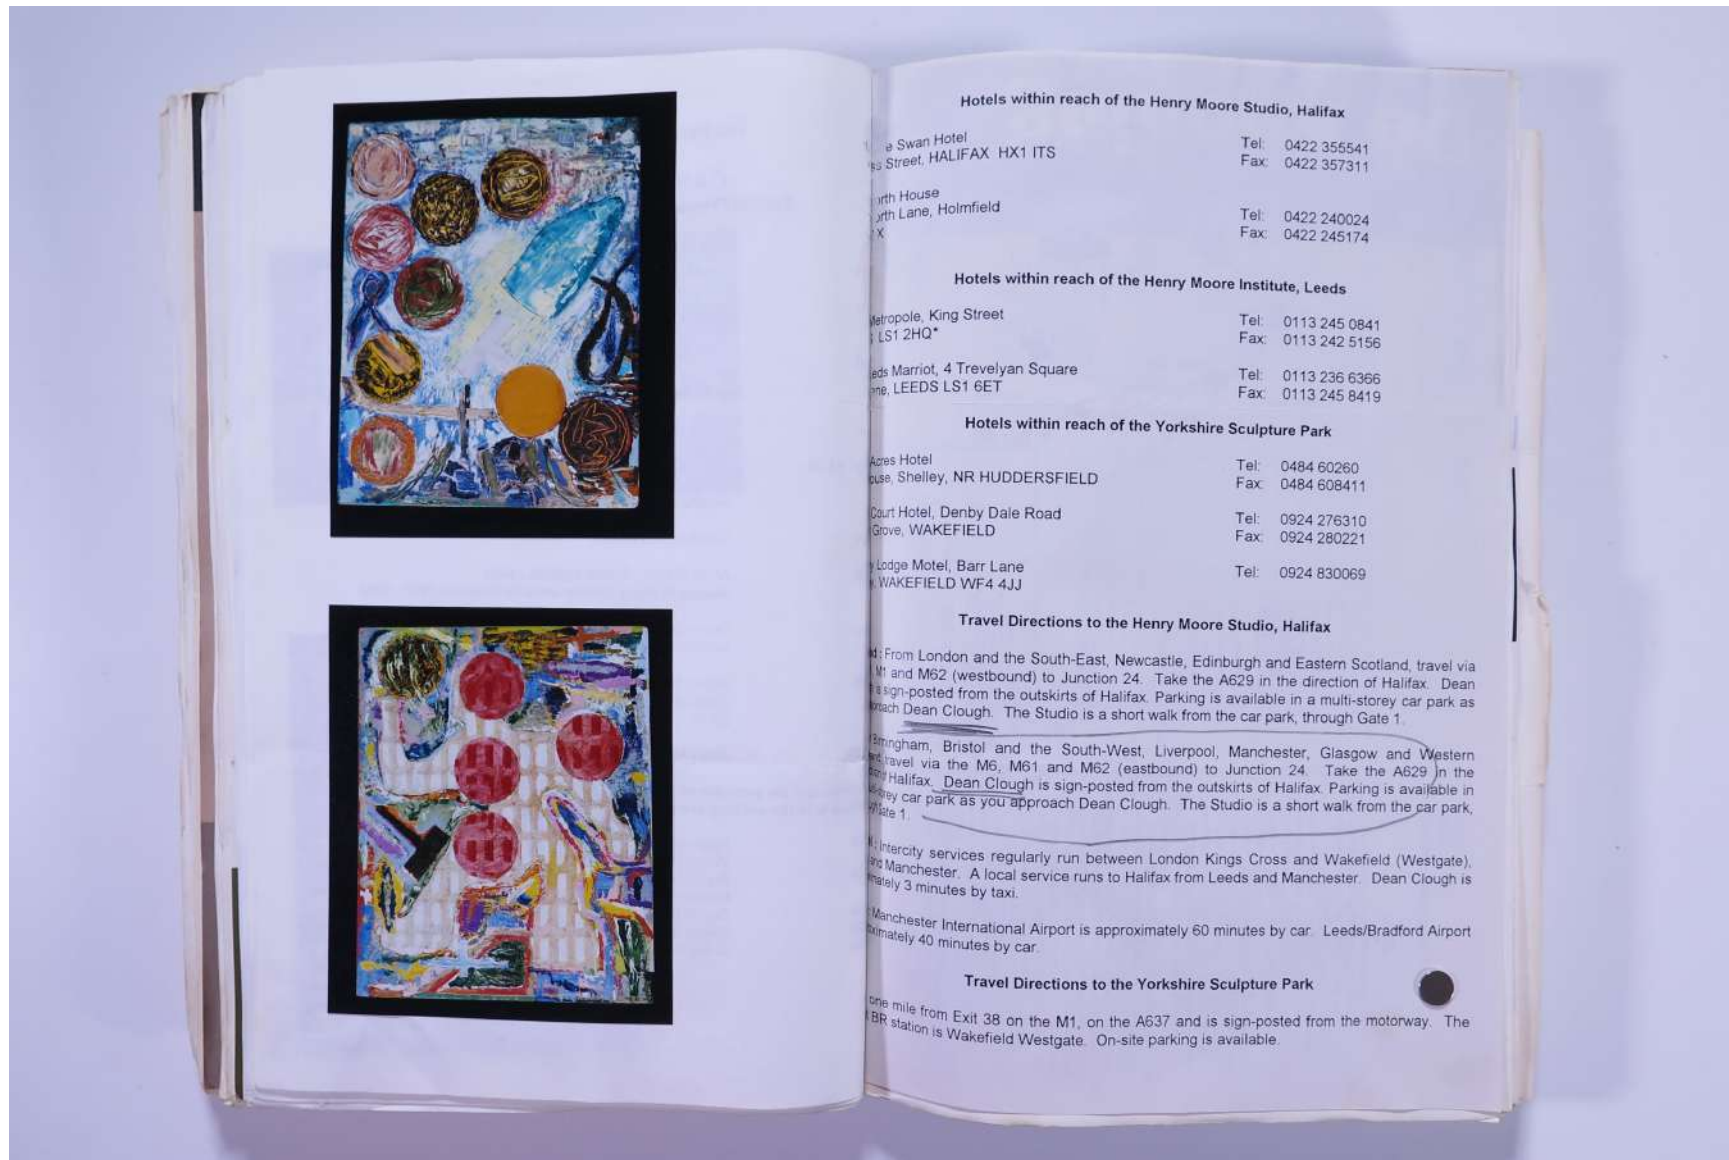 Hotels within reach of the Henry Moore Studio, Halifax
e Swan Hotel Tel: 0422 355541
Street, HALIFAX HX1 ITS Fax: 0422 357311
rth House
rth Lane, Holmfield Tel: 0422 240024
X Fax: 0422 245174
Hotels within reach of the Henry Moore Institute, Leeds
Metropole, King Street Tel: 0113 245 0841
LS1 2HQ* Fax: 0113 242 5156
eds Marriot, 4 Trevelyan Square Tel: 0113 236 6366
ne, LEEDS LS1 6ET Fax: 0113 245 8419
Hotels within reach of the Yorkshire Sculpture Park
Acres Hotel Tel: 0484 60260
ouse, Shelley, NR HUDDERSFIELD Fax: 0484 608411
Court Hotel, Denby Dale Road Tel: 0924 276310
Grove, WAKEFIELD Fax: 0924 280221
Lodge Motel, Barr Lane Tel: 0924 830069
WAKEFIELD WF4 4JJ
Travel Directions to the Henry Moore Studio, Halifax
d : From London and the South-East, Newcastle, Edinburgh and Eastern Scotland, travel via
M1 and M62 (westbound) to Junction 24. Take the A629 in the direction of Halifax. Dean
is sign-posted from the outskirts of Halifax. Parking is available in a multi-storey car park as
proach Dean Clough. The Studio is a short walk from the car park, through Gate 1.
Birmingham, Bristol and the South-West, Liverpool, Manchester, Glasgow and Western
travel via the M6, M61 and M62 (eastbound) to Junction 24. Take the A629 in the
of Halifax. Dean Clough is sign-posted from the outskirts of Halifax. Parking is available in
storey car park as you approach Dean Clough. The Studio is a short walk from the car park,
Gate 1.
: Intercity services regularly run between London Kings Cross and Wakefield (Westgate),
and Manchester. A local service runs to Halifax from Leeds and Manchester. Dean Clough is
mately 3 minutes by taxi.
: Manchester International Airport is approximately 60 minutes by car. Leeds/Bradford Airport
oximately 40 minutes by car.
Travel Directions to the Yorkshire Sculpture Park
one mile from Exit 38 on the M1, on the A637 and is sign-posted from the motorway. The
BR station is Wakefield Westgate. On-site parking is available.